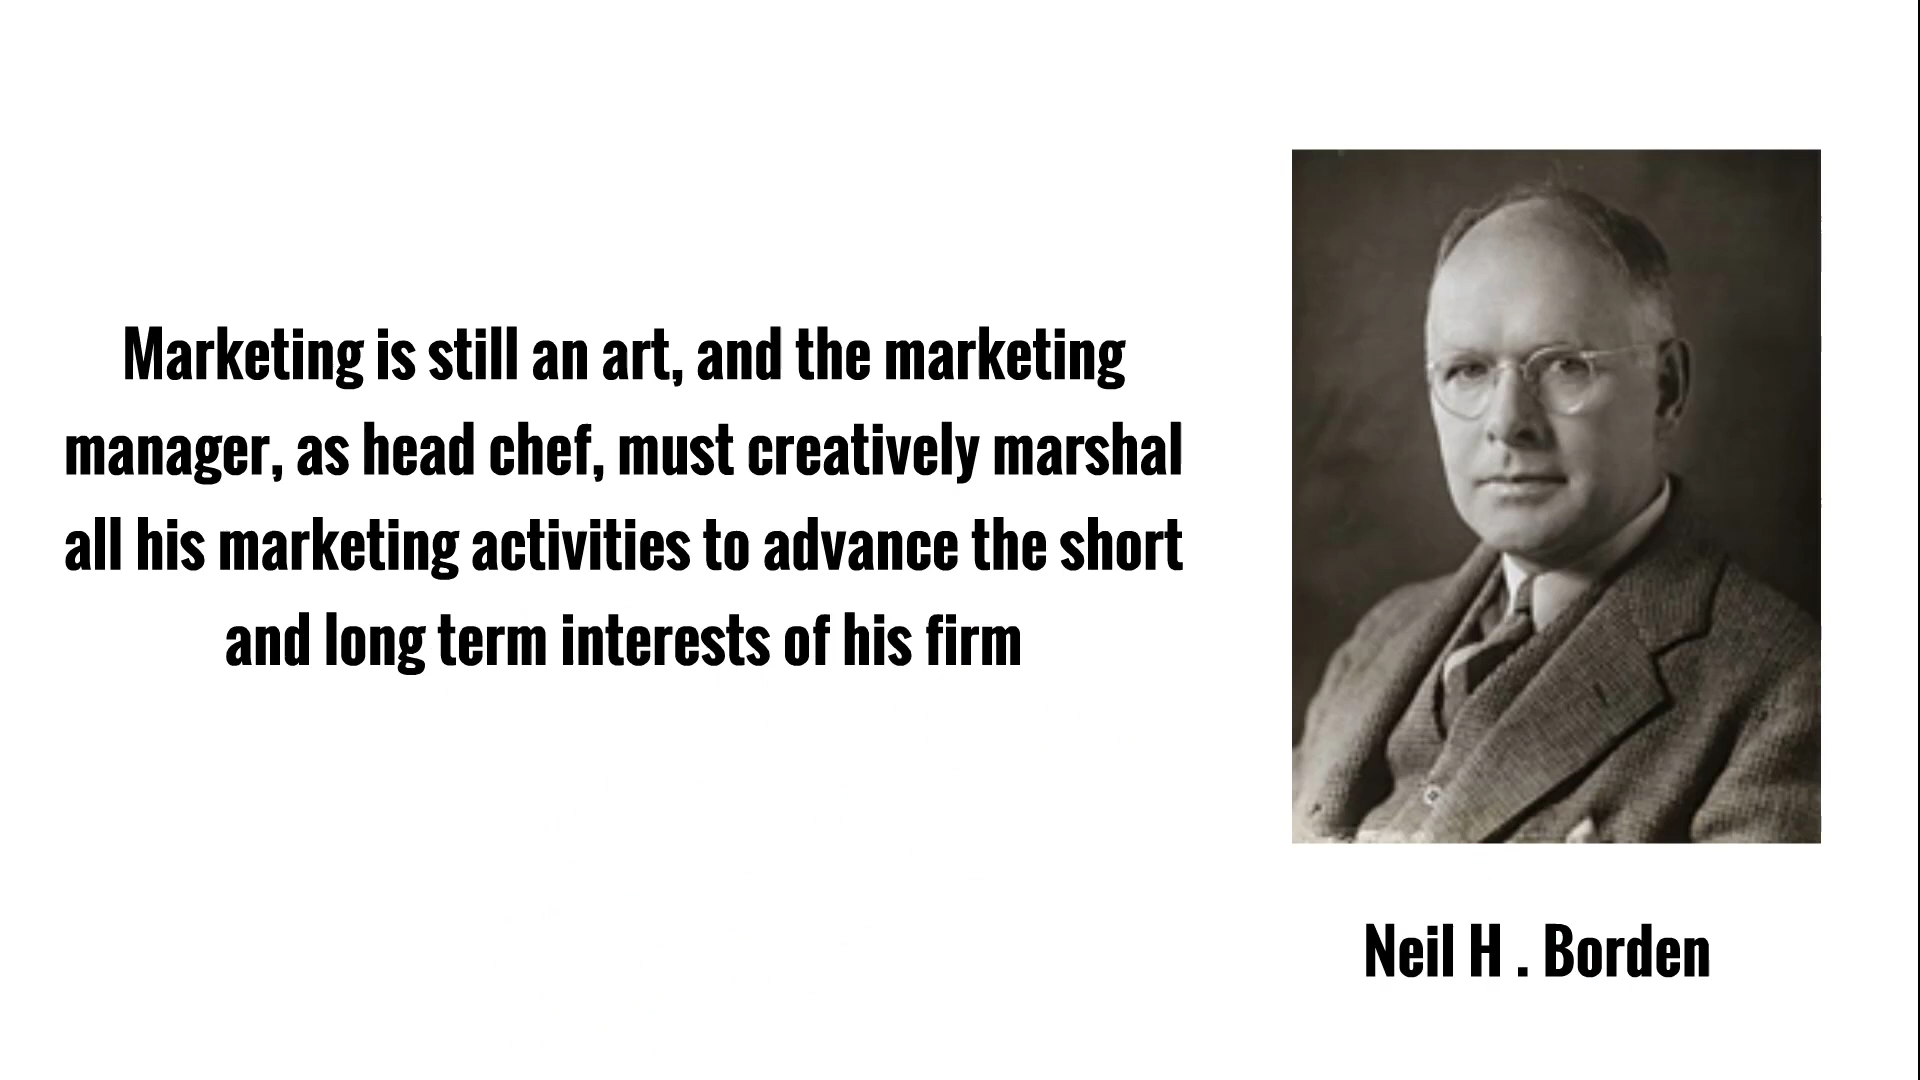 Marketing is still an art, and the marketing
manager, as head chef, must creatively marshal
all his marketing activities to advance the short
and long term interests of his firm
Neil H . Borden